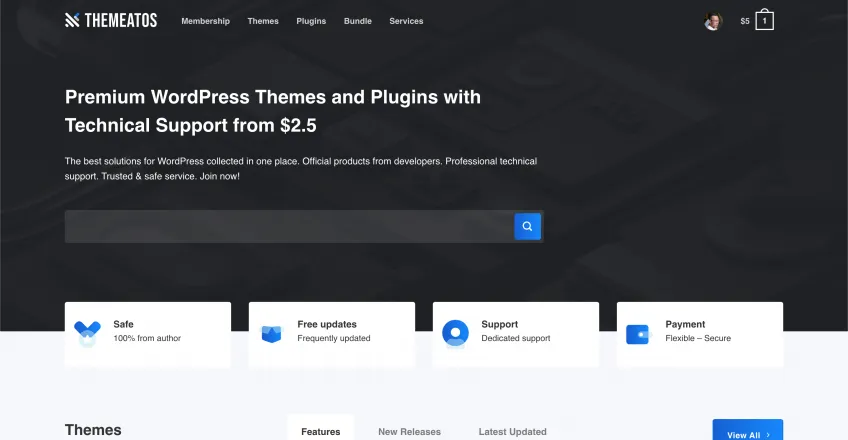 THEMEATOS
Membership
Themes
Plugins
Bundle
Services
$5
1
Premium WordPress Themes and Plugins with
Technical Support from $2.5
The best solutions for WordPress collected in one place. Official products from developers. Professional technical
support. Trusted & safe service. Join now!
Safe
100% from author
Free updates
Frequently updated
Support
Dedicated support
Payment
Flexible – Secure
Themes
Features
New Releases
Latest Updated
View All